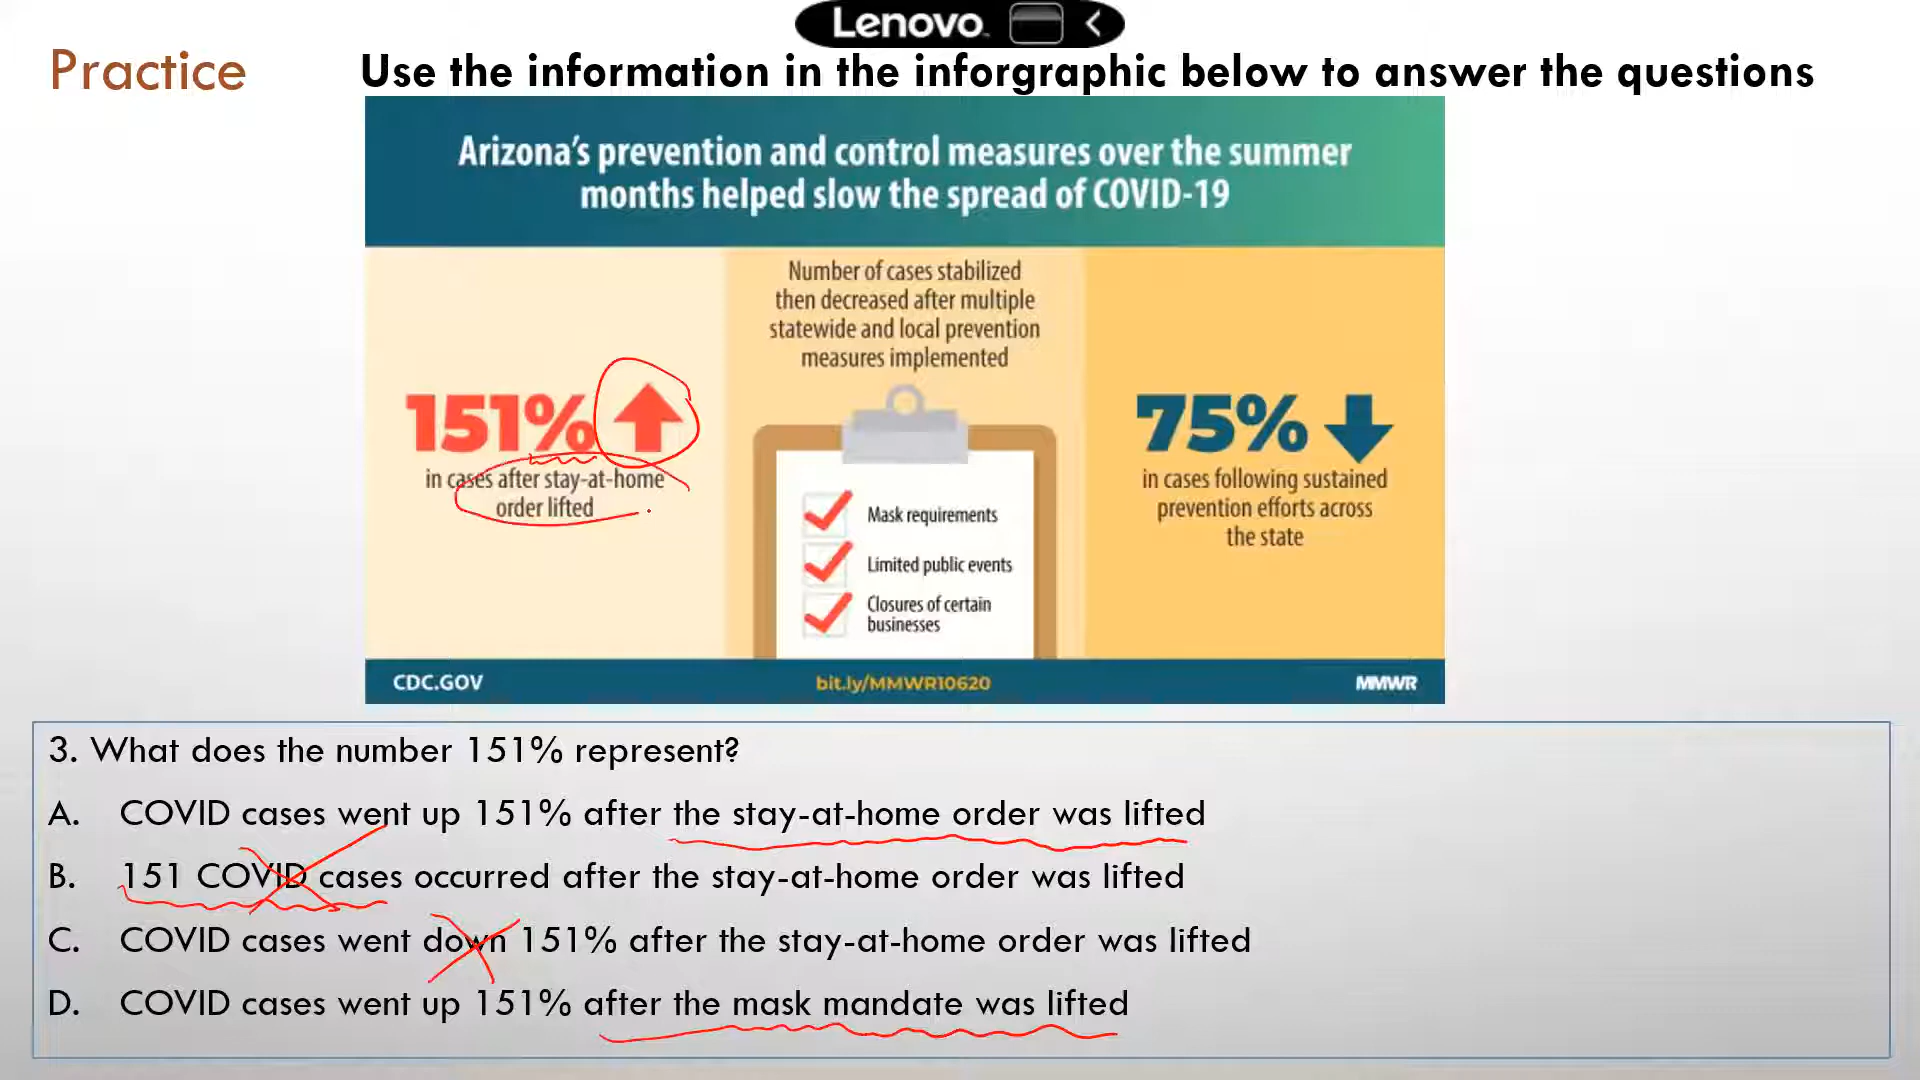 Lenovo
Practice
Use the information in the inforgraphic below to answer the questions
Arizona's prevention and control measures over the summer
months helped slow the spread of COVID-19
151%
in cases after stay-at-home
order lifted
Number of cases stabilized
then decreased after multiple
statewide and local prevention
measures implemented
Mask requirements
Limited public events
Closures of certain
businesses
75%
in cases following sustained
prevention efforts across
the state
CDC.GOV
bit.ly/MMWR10620
MMWR
3. What does the number 151% represent?
A. COVID cases went up 151% after the stay-at-home order was lifted
B. 151 COVID cases occurred after the stay-at-home order was lifted
C. COVID cases went down 151% after the stay-at-home order was lifted
D. COVID cases went up 151% after the mask mandate was lifted